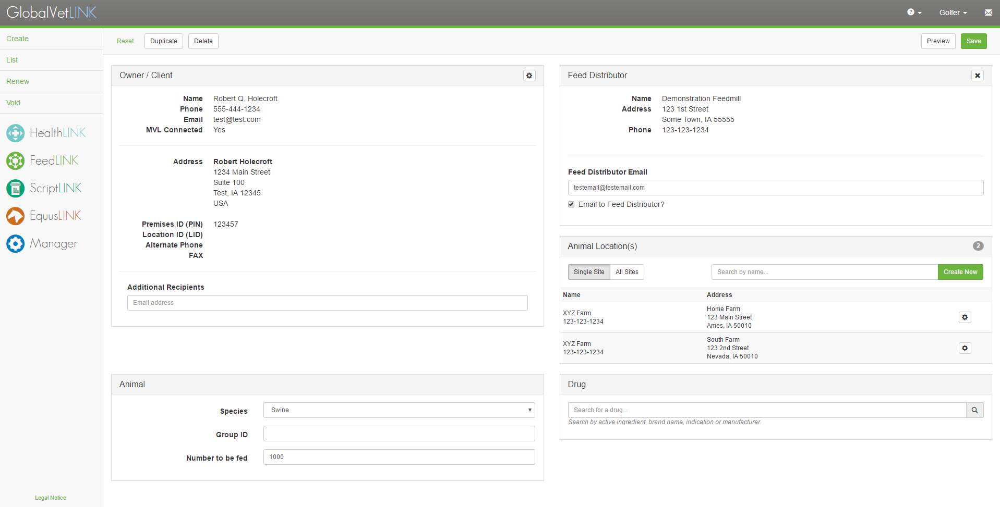 GlobalVetLINK
Golfer
Create
List
Renew
Void
HealthLINK
FeedLINK
ScriptLINK
EquusLINK
Manager
Legal Notice
Reset
Duplicate
Delete
Preview
Save
Owner / Client
Name Robert Q. Holecroft
Phone 555-444-1234
Email test@test.com
MVL Connected Yes
Address Robert Holecroft
1234 Main Street
Suite 100
Test, IA 12345
USA
Premises ID (PIN) 123457
Location ID (LID)
Alternate Phone
FAX
Additional Recipients
Email address
Feed Distributor
Name Demonstration Feedmill
Address 123 1st Street
Some Town, IA 55555
Phone 123-123-1234
Feed Distributor Email
testemail@testemail.com
Email to Feed Distributor?
Animal Location(s) 2
Single Site All Sites Search by name... Create New
Name Address
XYZ Farm
123-123-1234
Home Farm
123 Main Street
Ames, IA 50010
XYZ Farm
123-123-1234
South Farm
123 2nd Street
Nevada, IA 50010
Animal
Species Swine
Group ID
Number to be fed 1000
Drug
Search for a drug...
Search by active ingredient, brand name, indication or manufacturer.